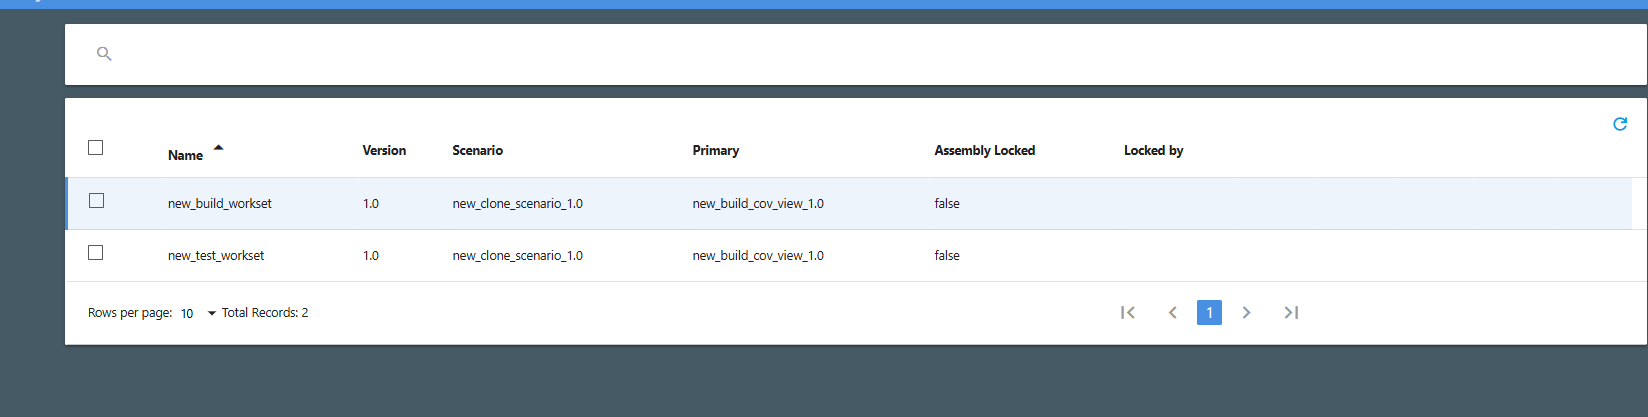 Name Version Scenario Primary Assembly Locked Locked by
new_build_workset 1.0 new_clone_scenario_1.0 new_build_cov_view_1.0 false
new_test_workset 1.0 new_clone_scenario_1.0 new_build_cov_view_1.0 false
Rows per page: 10 Total Records: 2 1